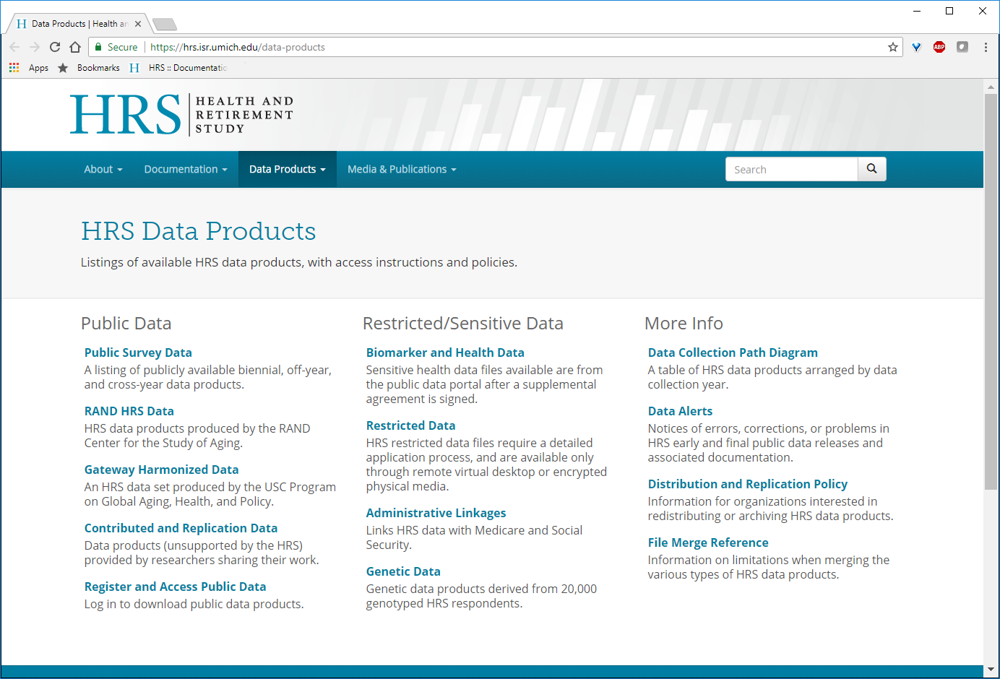 Data Products | Health an
Secure
https://hrs.isr.umich.edu/data-products
ABP
Apps
Bookmarks
H
HRS :: Documentatio
HRS
HEALTH AND
RETIREMENT
STUDY
About
Documentation
Data Products
Media & Publications
Search
HRS Data Products
Listings of available HRS data products, with access instructions and policies.
Public Data
Public Survey Data
A listing of publicly available biennial, off-year,
and cross-year data products.
RAND HRS Data
HRS data products produced by the RAND
Center for the Study of Aging.
Gateway Harmonized Data
An HRS data set produced by the USC Program
on Global Aging, Health, and Policy.
Contributed and Replication Data
Data products (unsupported by the HRS)
provided by researchers sharing their work.
Register and Access Public Data
Log in to download public data products.
Restricted/Sensitive Data
Biomarker and Health Data
Sensitive health data files available are from
the public data portal after a supplemental
agreement is signed.
Restricted Data
HRS restricted data files require a detailed
application process, and are available only
through remote virtual desktop or encrypted
physical media.
Administrative Linkages
Links HRS data with Medicare and Social
Security.
Genetic Data
Genetic data products derived from 20,000
genotyped HRS respondents.
More Info
Data Collection Path Diagram
A table of HRS data products arranged by data
collection year.
Data Alerts
Notices of errors, corrections, or problems in
HRS early and final public data releases and
associated documentation.
Distribution and Replication Policy
Information for organizations interested in
redistributing or archiving HRS data products.
File Merge Reference
Information on limitations when merging the
various types of HRS data products.